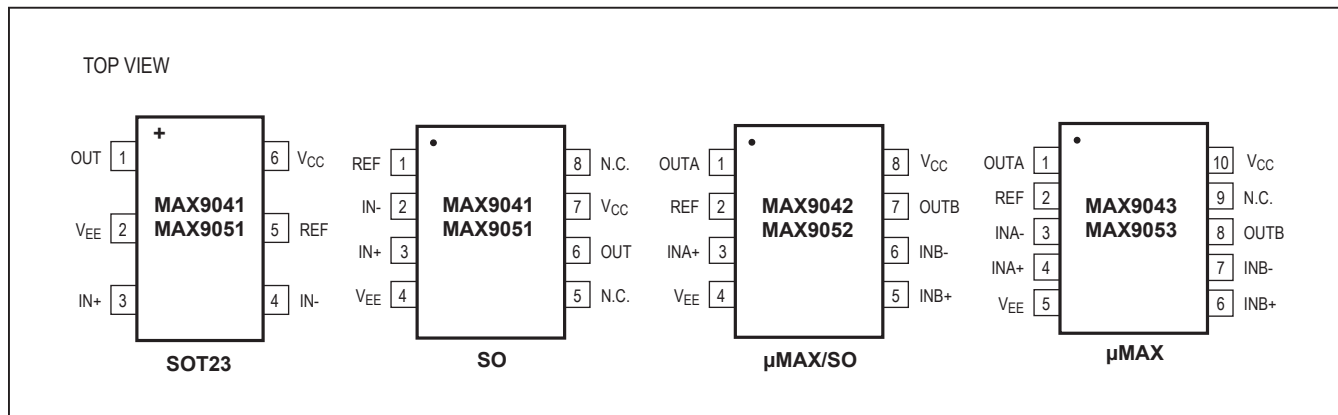 TOP VIEW
+
OUT 1
VEE 2
IN+ 3
6 VCC
5 REF
4 IN-
MAX9041
MAX9051
SOT23
REF 1
IN- 2
IN+ 3
VEE 4
8 N.C.
7 VCC
6 OUT
5 N.C.
MAX9041
MAX9051
SO
OUTA 1
REF 2
INA+ 3
VEE 4
8 VCC
7 OUTB
6 INB-
5 INB+
MAX9042
MAX9052
µMAX/SO
OUTA 1
REF 2
INA- 3
INA+ 4
VEE 5
10 VCC
9 N.C.
8 OUTB
7 INB-
6 INB+
MAX9043
MAX9053
µMAX